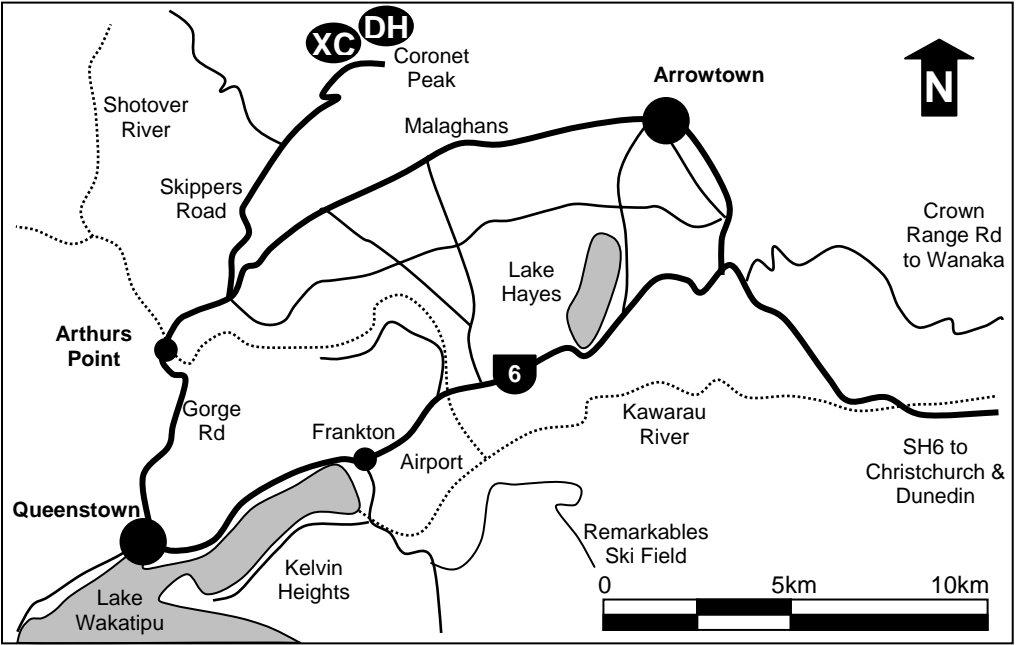 XC
DH
Coronet
Peak
Arrowtown
N
Shotover
River
Malaghans
Skippers
Road
Crown
Range Rd
to Wanaka
Lake
Hayes
Arthurs
Point
6
Gorge
Rd
Kawarau
River
Frankton
Airport
SH6 to
Christchurch &
Dunedin
Queenstown
Remarkables
Ski Field
Kelvin
Heights
Lake
Wakatipu
0 5km 10km